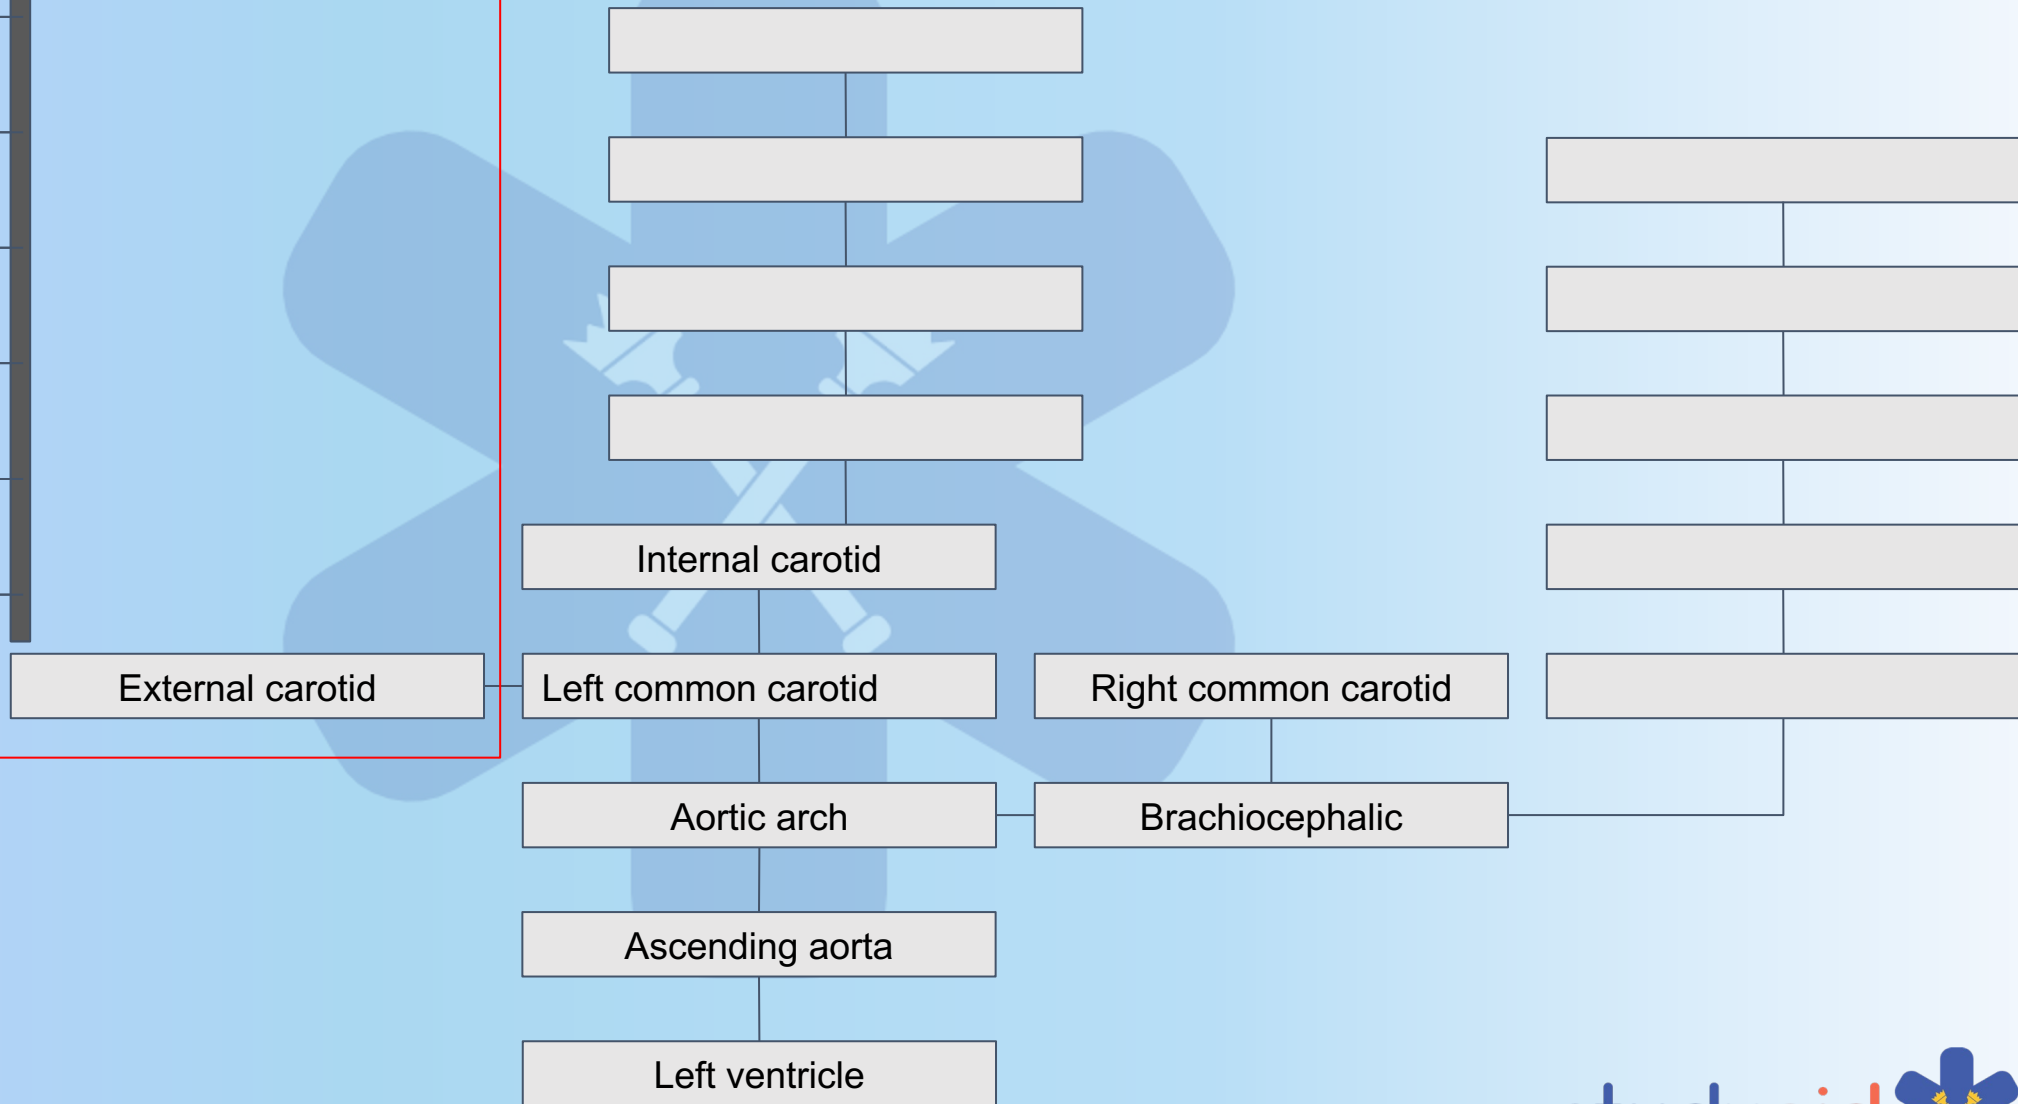 Internal carotid
External carotid
Left common carotid
Right common carotid
Aortic arch
Brachiocephalic
Ascending aorta
Left ventricle